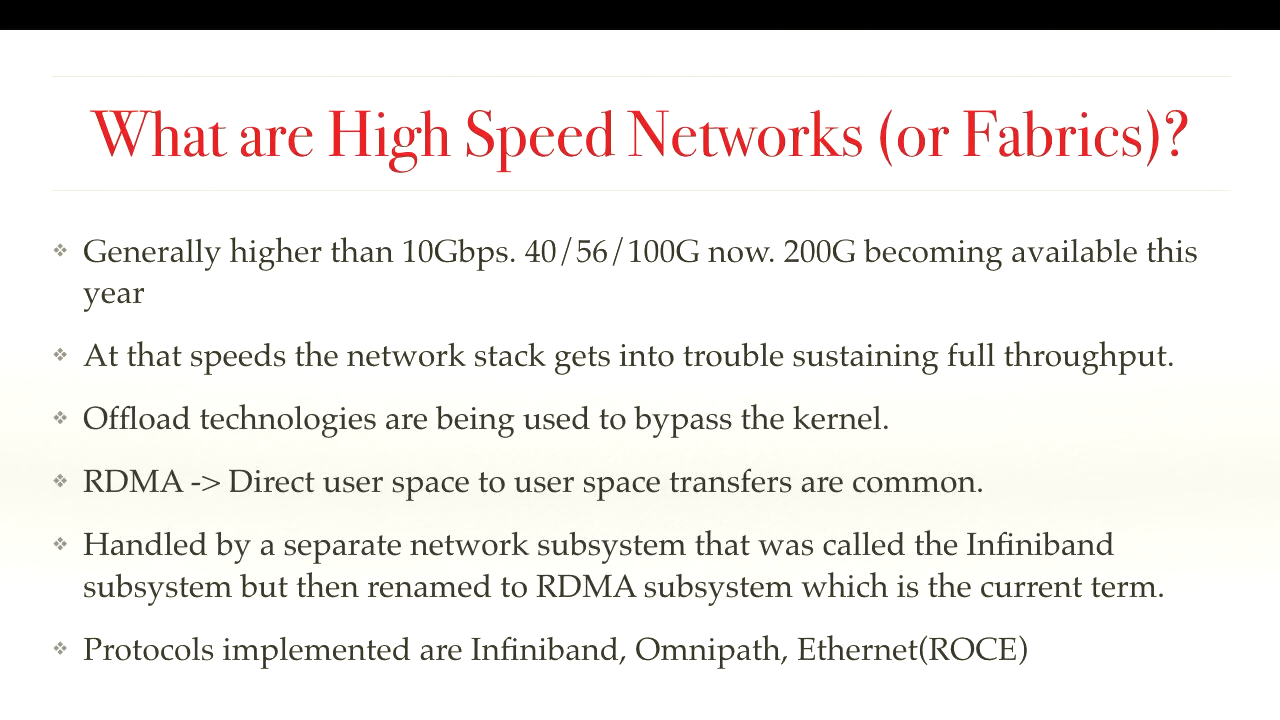 What are High Speed Networks (or Fabrics)?
❖ Generally higher than 10Gbps. 40/56/100G now. 200G becoming available this
year
❖ At that speeds the network stack gets into trouble sustaining full throughput.
❖ Offload technologies are being used to bypass the kernel.
❖ RDMA -> Direct user space to user space transfers are common.
❖ Handled by a separate network subsystem that was called the Infiniband
subsystem but then renamed to RDMA subsystem which is the current term.
❖ Protocols implemented are Infiniband, Omnipath, Ethernet(ROCE)